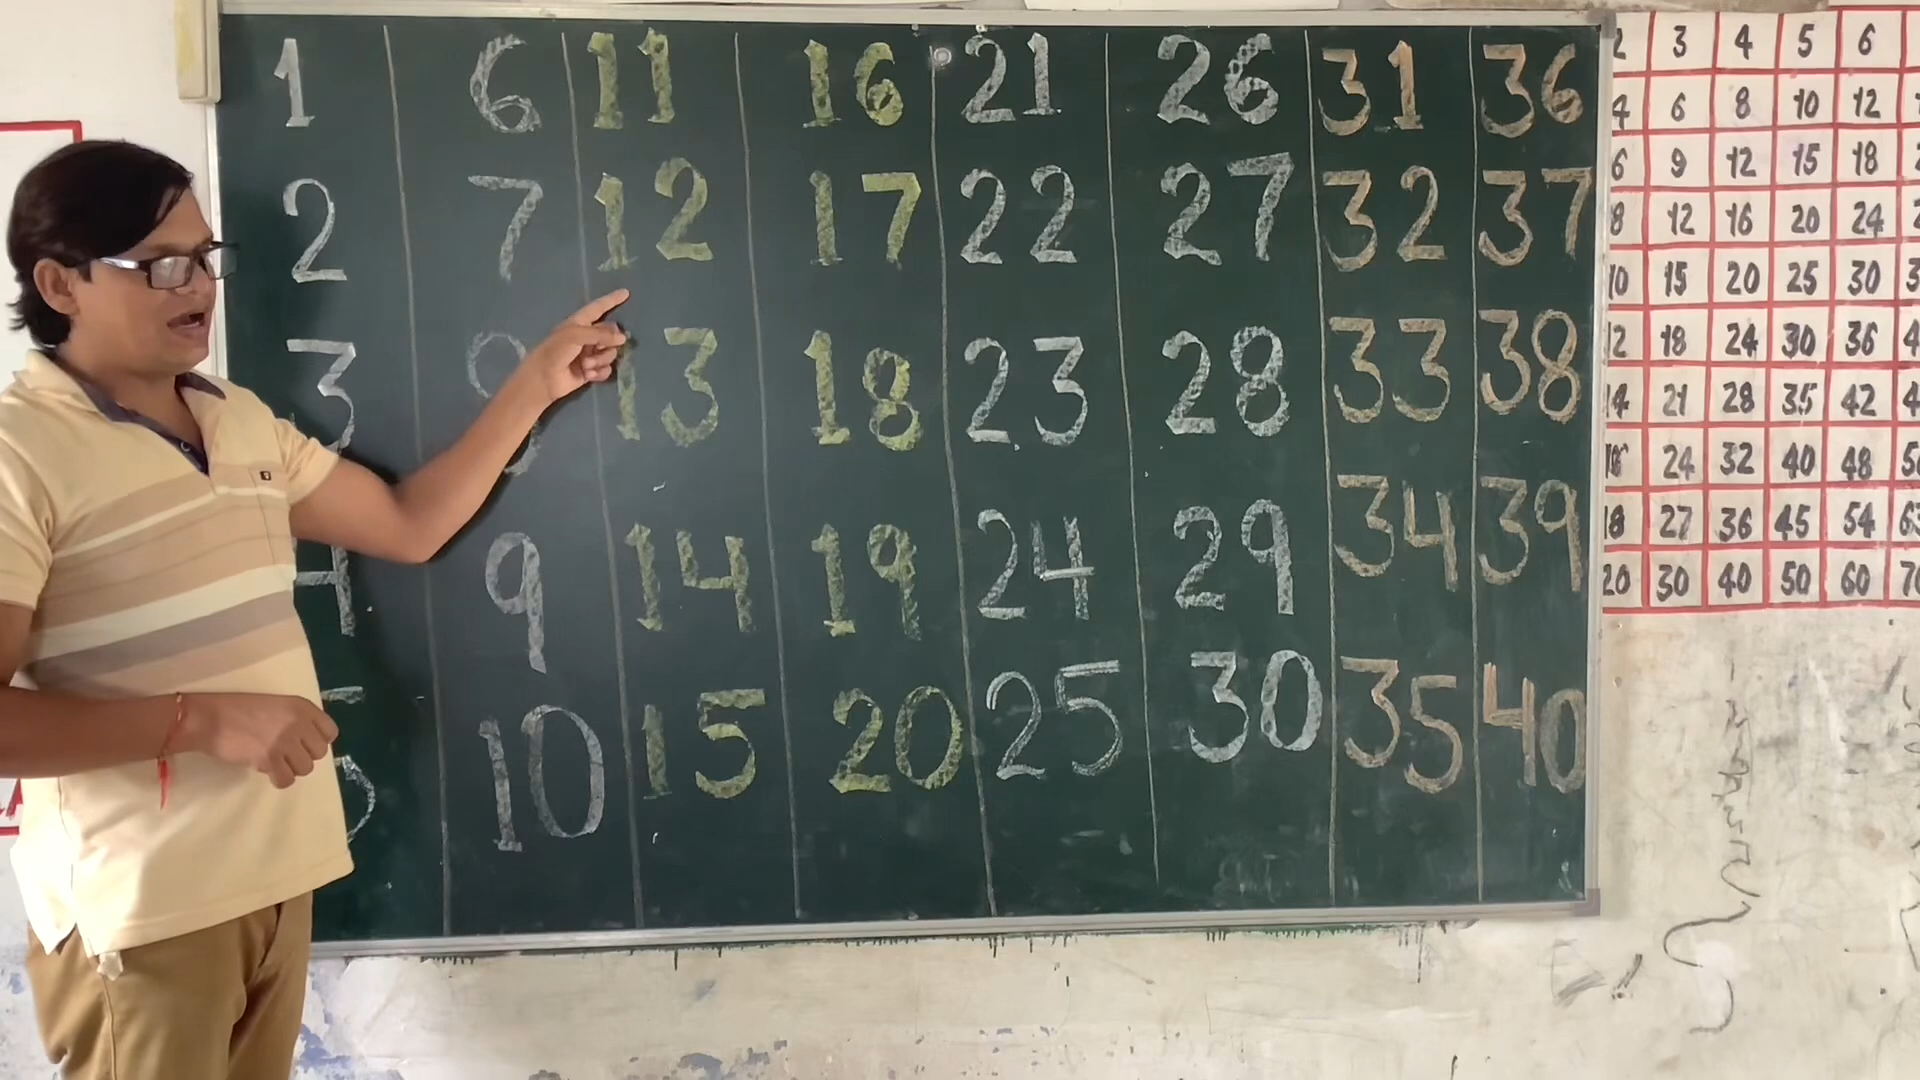 1 6 11 16 21 26 31 36
2 7 12 17 22 27 32 37
3 8 13 18 23 28 33 38
4 9 14 19 24 29 34 39
5 10 15 20 25 30 35 40
2 3 4 5 6
4 6 8 10 12
6 9 12 15 18
8 12 16 20 24
10 15 20 25 30
12 18 24 30 36
14 21 28 35 42
16 24 32 40 48
18 27 36 45 54
20 30 40 50 60